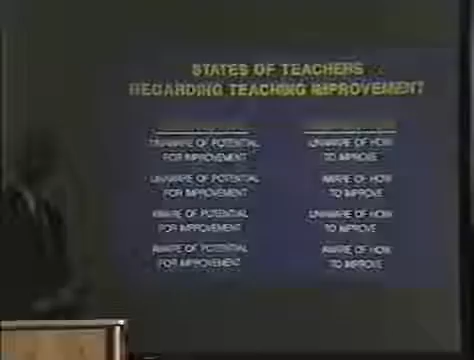 STATES OF TEACHERS
REGARDING TEACHING IMPROVEMENT
UNAWARE OF POTENTIAL
FOR IMPROVEMENT
UNAWARE OF HOW
TO IMPROVE
UNAWARE OF POTENTIAL
FOR IMPROVEMENT
AWARE OF HOW
TO IMPROVE
AWARE OF POTENTIAL
FOR IMPROVEMENT
UNAWARE OF HOW
TO IMPROVE
AWARE OF POTENTIAL
FOR IMPROVEMENT
AWARE OF HOW
TO IMPROVE